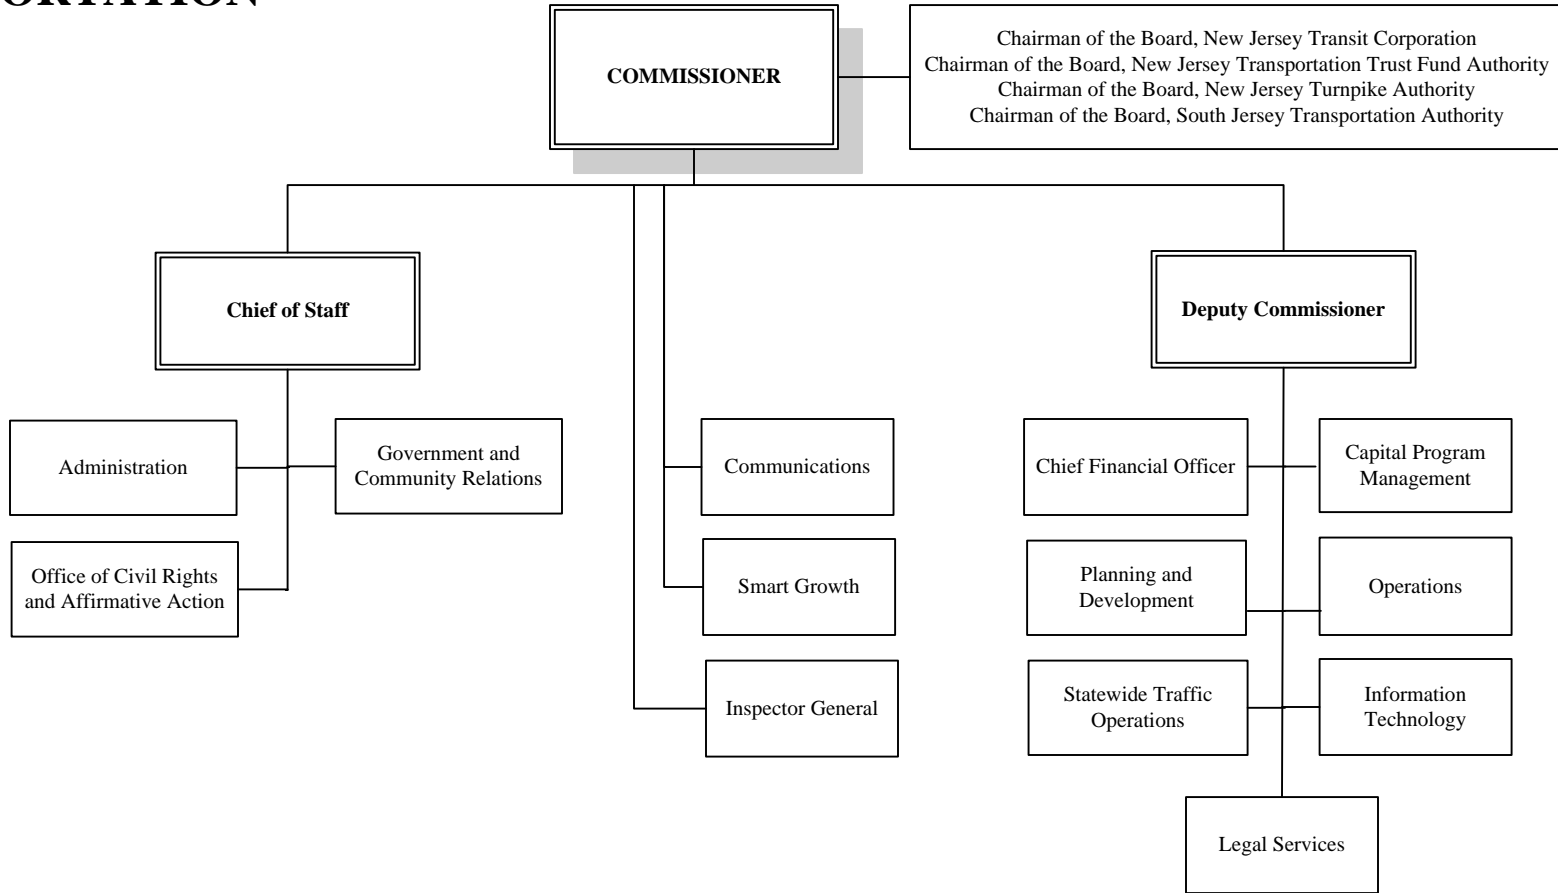 COMMISSIONER
Chairman of the Board, New Jersey Transit Corporation
Chairman of the Board, New Jersey Transportation Trust Fund Authority
Chairman of the Board, New Jersey Turnpike Authority
Chairman of the Board, South Jersey Transportation Authority
Chief of Staff
Deputy Commissioner
Administration
Government and
Community Relations
Communications
Chief Financial Officer
Capital Program
Management
Office of Civil Rights
and Affirmative Action
Smart Growth
Planning and
Development
Operations
Inspector General
Statewide Traffic
Operations
Information
Technology
Legal Services